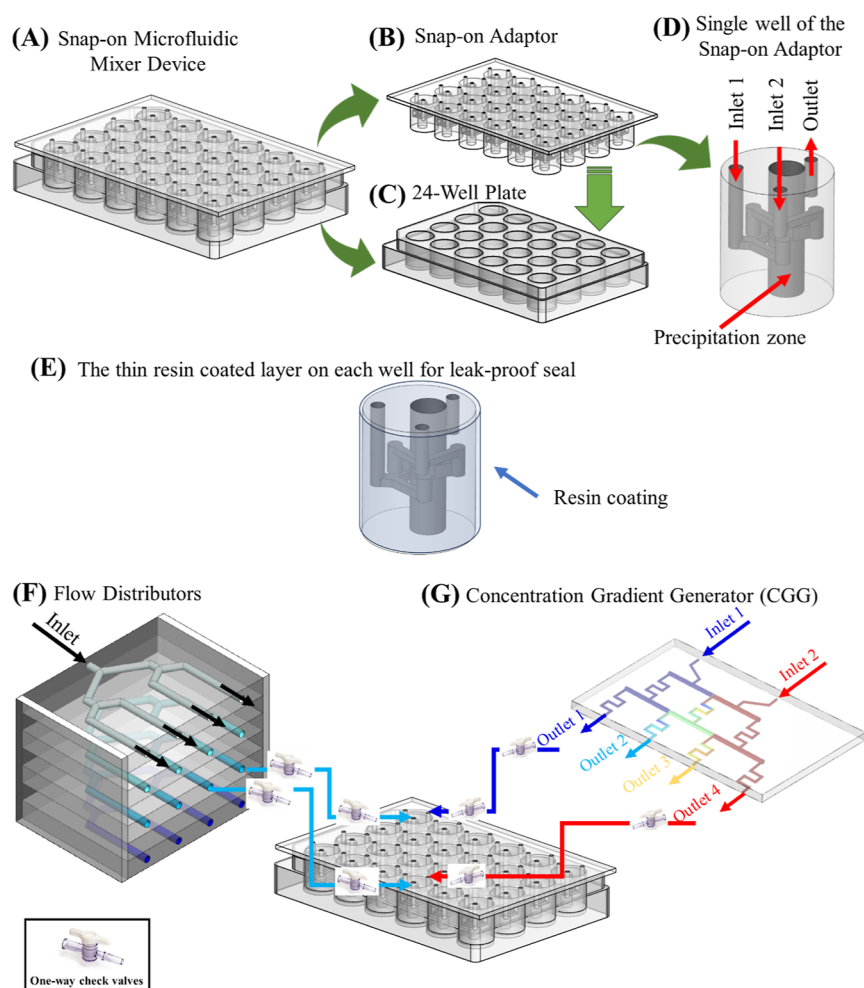 (A) Snap-on Microfluidic
Mixer Device
(B) Snap-on Adaptor
(C) 24-Well Plate
(D) Single well of the
Snap-on Adaptor
Inlet 1
Inlet 2
Outlet
Precipitation zone
(E) The thin resin coated layer on each well for leak-proof seal
Resin coating
(F) Flow Distributors
Inlet
(G) Concentration Gradient Generator (CGG)
Inlet 1
Inlet 2
Outlet 1
Outlet 2
Outlet 3
Outlet 4
One-way check valves